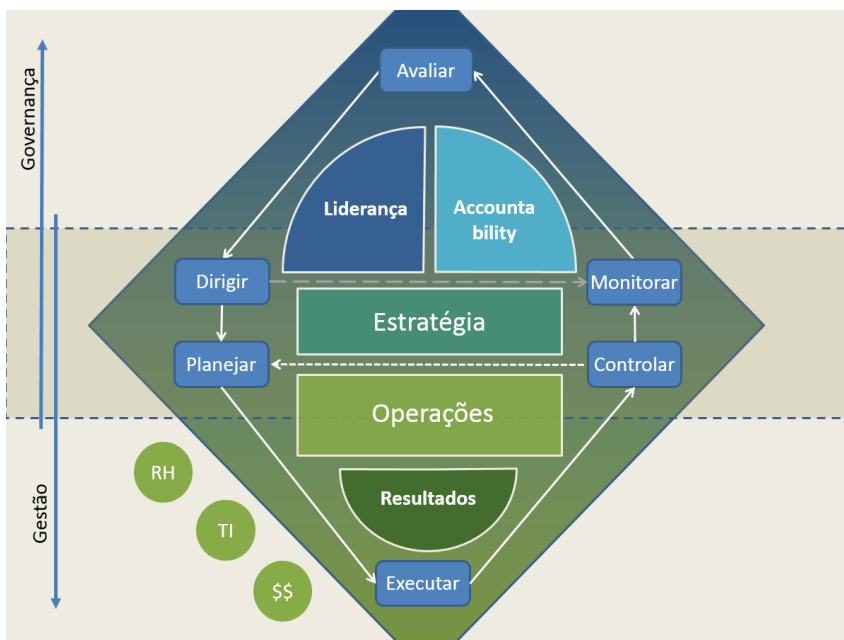 Avaliar
Governança
Liderança
Accounta
bility
Dirigir
Monitorar
Estratégia
Planejar
Controlar
Operações
RH
Resultados
Gestão
TI
Executar
$$